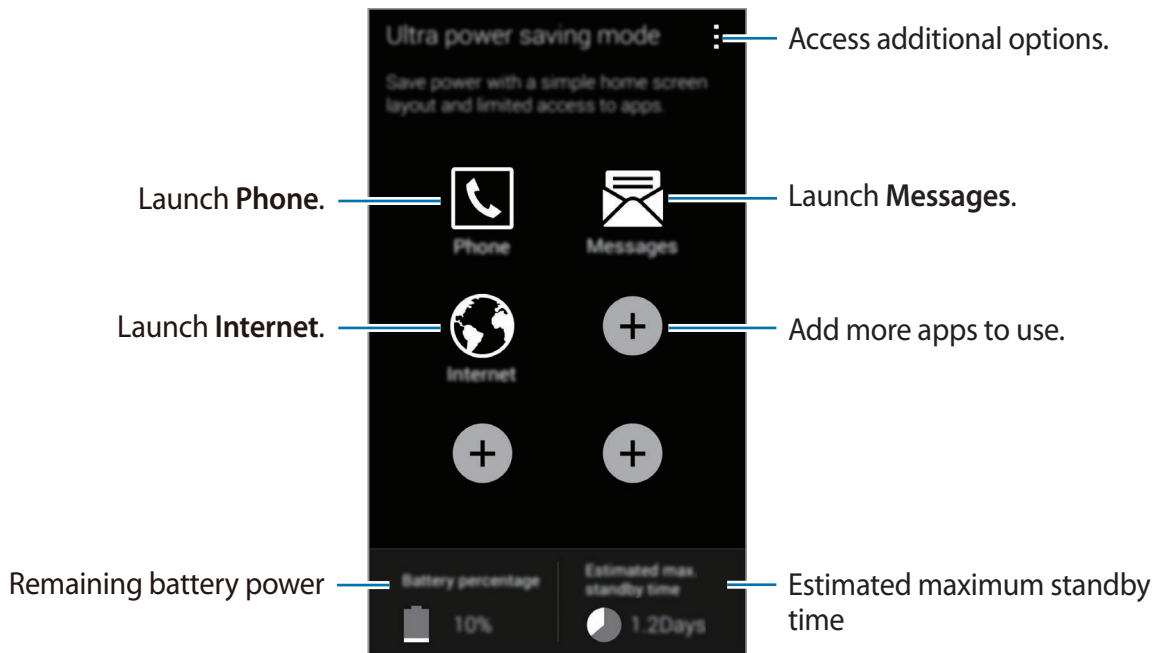 Ultra power saving mode
Access additional options.
Save power with a simple home screen
layout and limited access to apps.
Launch Phone.
Phone
Launch Messages.
Messages
Launch Internet.
Internet
Add more apps to use.
Remaining battery power
Battery percentage
10%
Estimated max.
standby time
1.2Days
Estimated maximum standby
time